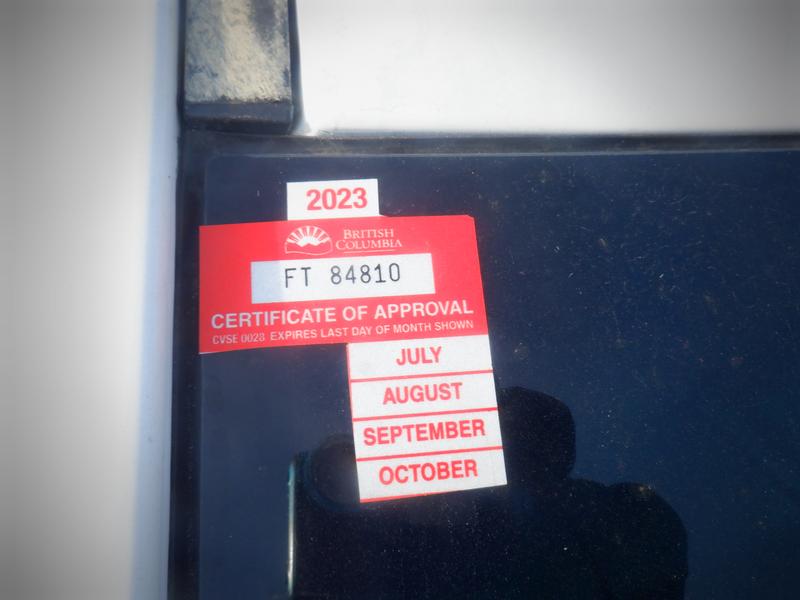 2023
BRITISH
COLUMBIA
FT 84810
CERTIFICATE OF APPROVAL
CVSE 0028 EXPIRES LAST DAY OF MONTH SHOWN
JULY
AUGUST
SEPTEMBER
OCTOBER